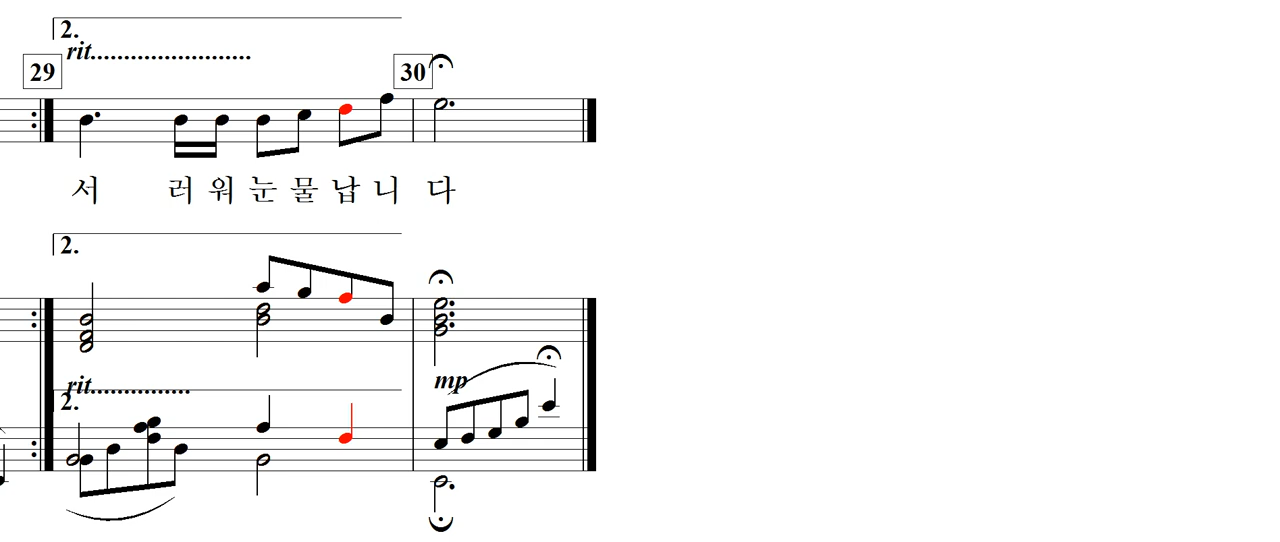 2.
rit........................
29 30
서 러 워 눈 물 납 니 다
2.
rit...............
mp
2.